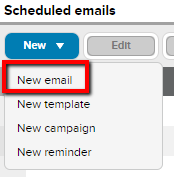 Scheduled emails
New Edit
New email
New template
New campaign
New reminder